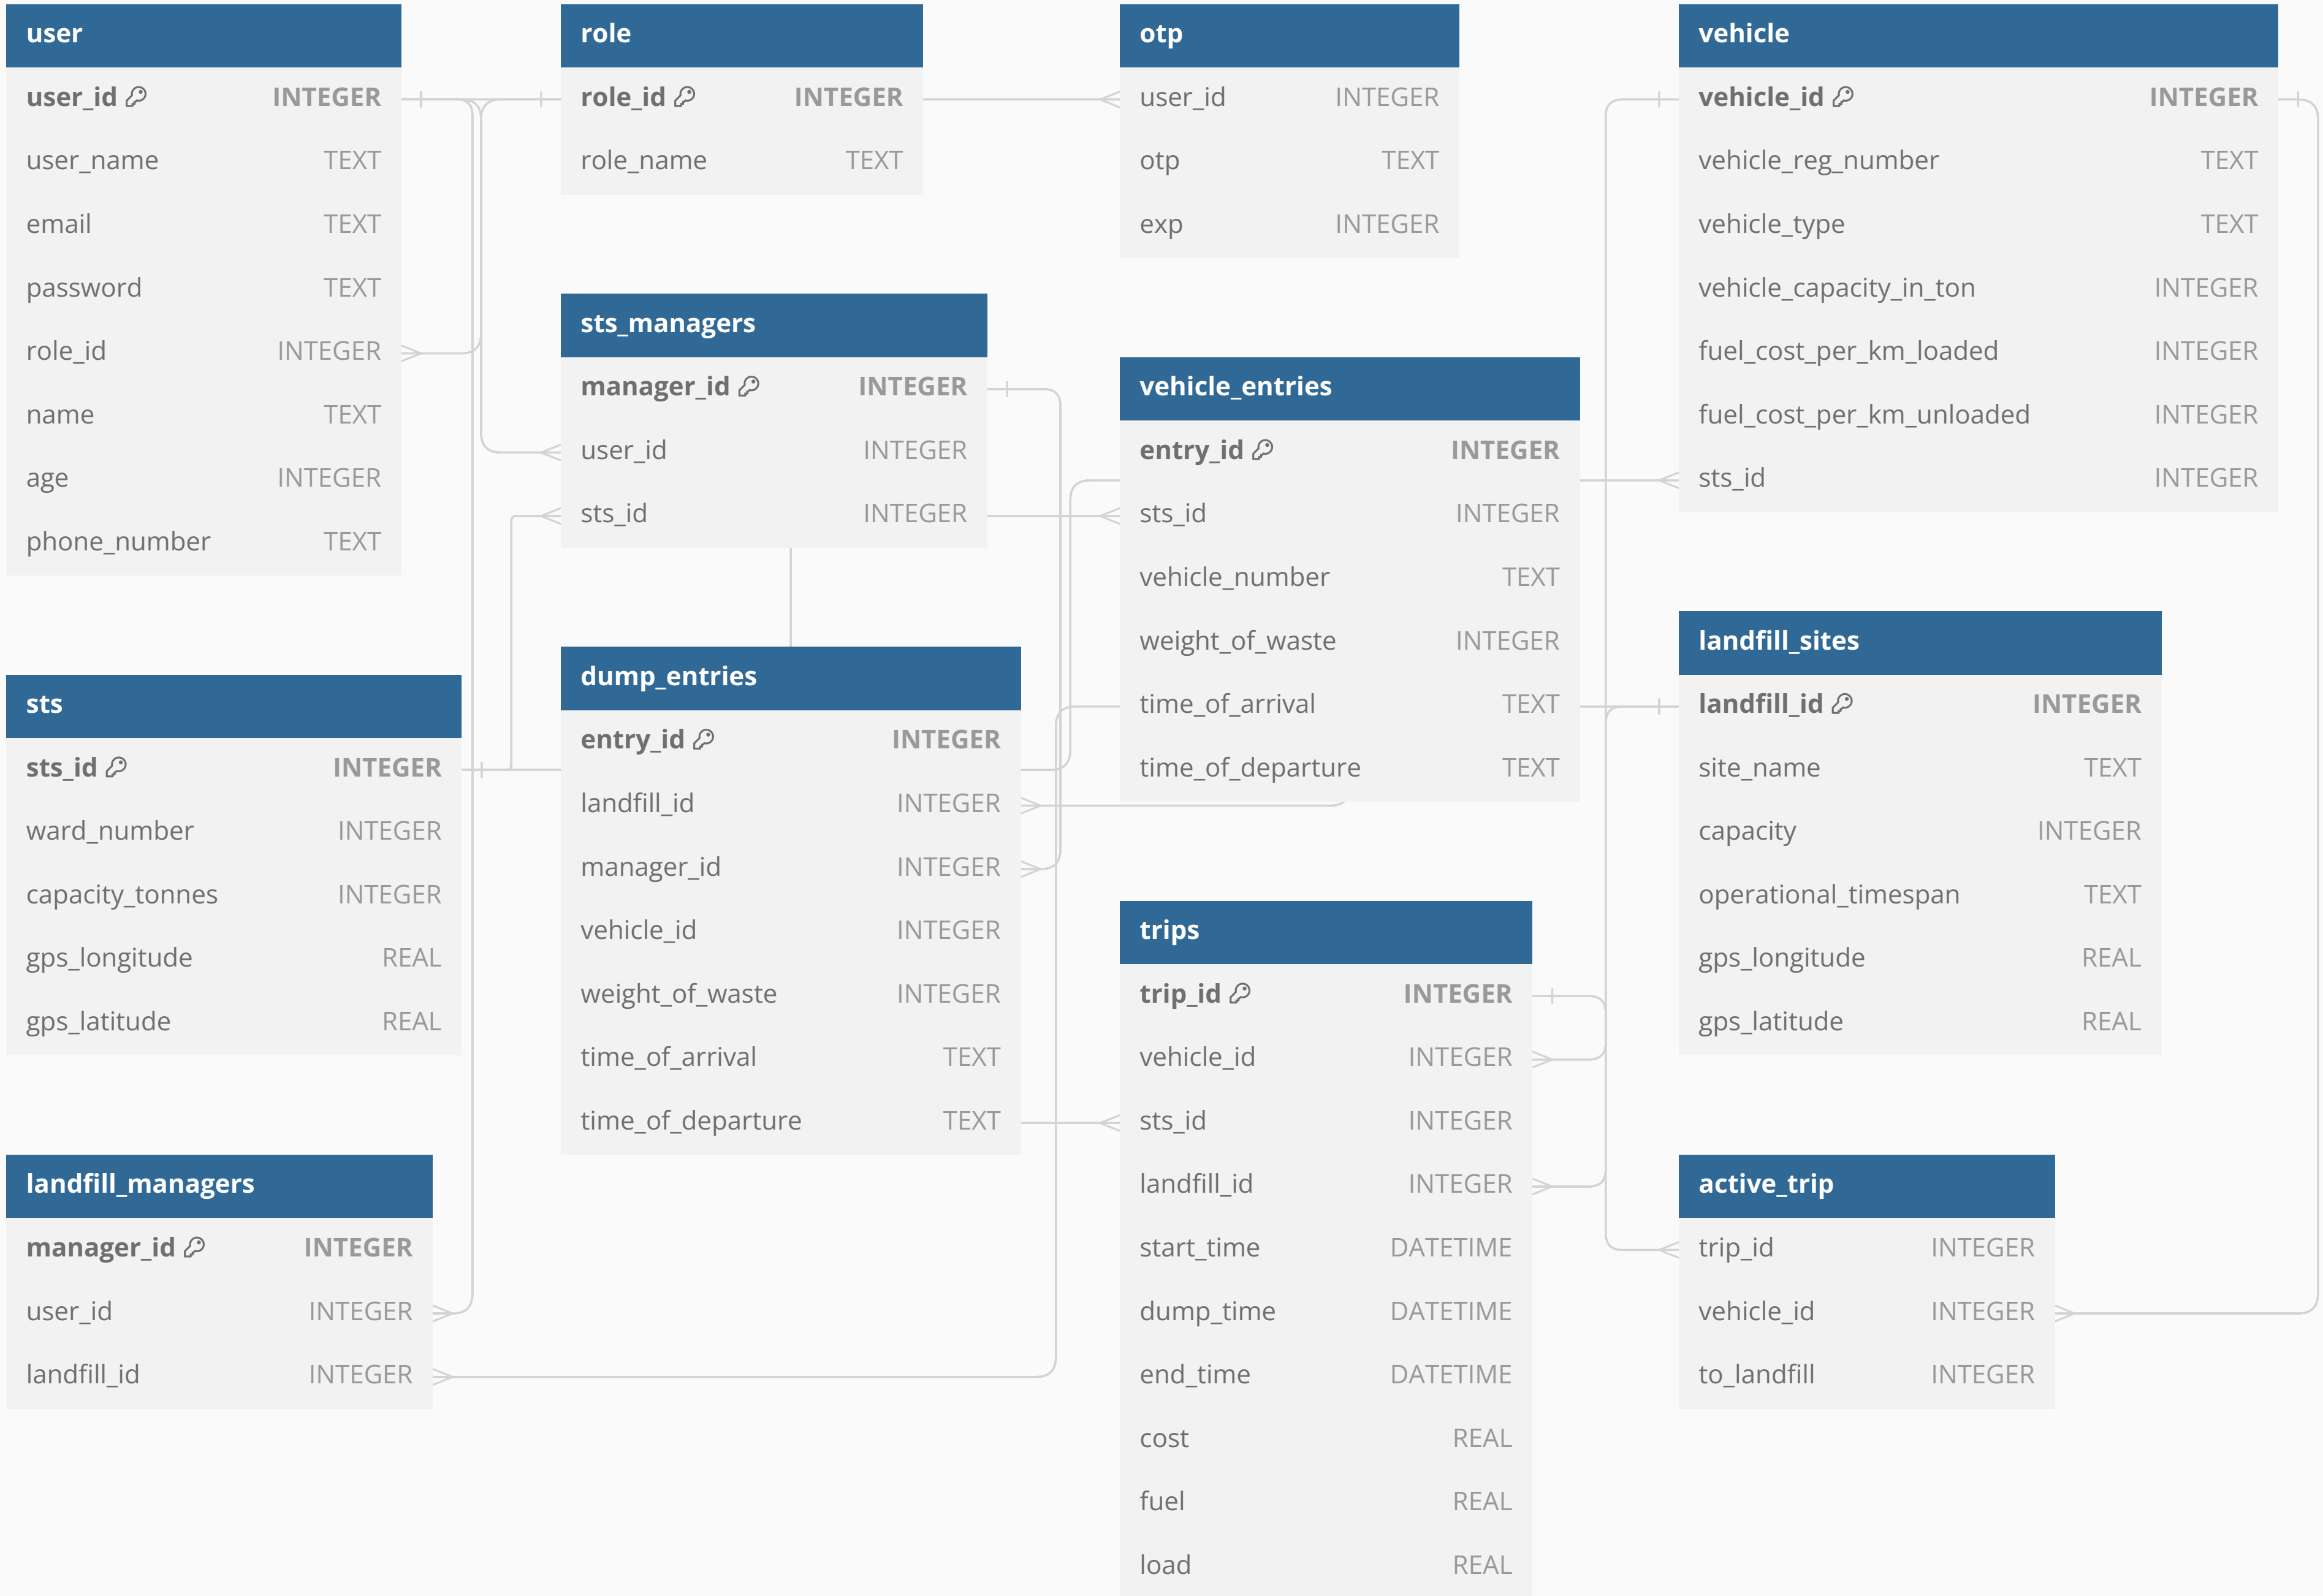 user
user_id INTEGER
user_name TEXT
email TEXT
password TEXT
role_id INTEGER
name TEXT
age INTEGER
phone_number TEXT
role
role_id INTEGER
role_name TEXT
otp
user_id INTEGER
otp TEXT
exp INTEGER
vehicle
vehicle_id INTEGER
vehicle_reg_number TEXT
vehicle_type TEXT
vehicle_capacity_in_ton INTEGER
fuel_cost_per_km_loaded INTEGER
fuel_cost_per_km_unloaded INTEGER
sts_id INTEGER
sts_managers
manager_id INTEGER
user_id INTEGER
sts_id INTEGER
vehicle_entries
entry_id INTEGER
sts_id INTEGER
vehicle_number TEXT
weight_of_waste INTEGER
time_of_arrival TEXT
time_of_departure TEXT
landfill_sites
landfill_id INTEGER
site_name TEXT
capacity INTEGER
operational_timespan TEXT
gps_longitude REAL
gps_latitude REAL
sts
sts_id INTEGER
ward_number INTEGER
capacity_tonnes INTEGER
gps_longitude REAL
gps_latitude REAL
dump_entries
entry_id INTEGER
landfill_id INTEGER
manager_id INTEGER
vehicle_id INTEGER
weight_of_waste INTEGER
time_of_arrival TEXT
time_of_departure TEXT
trips
trip_id INTEGER
vehicle_id INTEGER
sts_id INTEGER
landfill_id INTEGER
start_time DATETIME
dump_time DATETIME
end_time DATETIME
cost REAL
fuel REAL
load REAL
landfill_managers
manager_id INTEGER
user_id INTEGER
landfill_id INTEGER
active_trip
trip_id INTEGER
vehicle_id INTEGER
to_landfill INTEGER